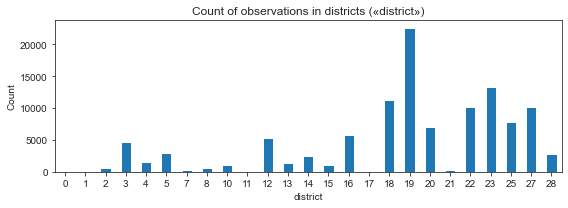 Count of observations in districts («district»)
20000
15000
10000
5000
0
Count
0 1 2 3 4 5 7 8 10 11 12 13 14 15 16 17 18 19 20 21 22 23 25 27 28
district